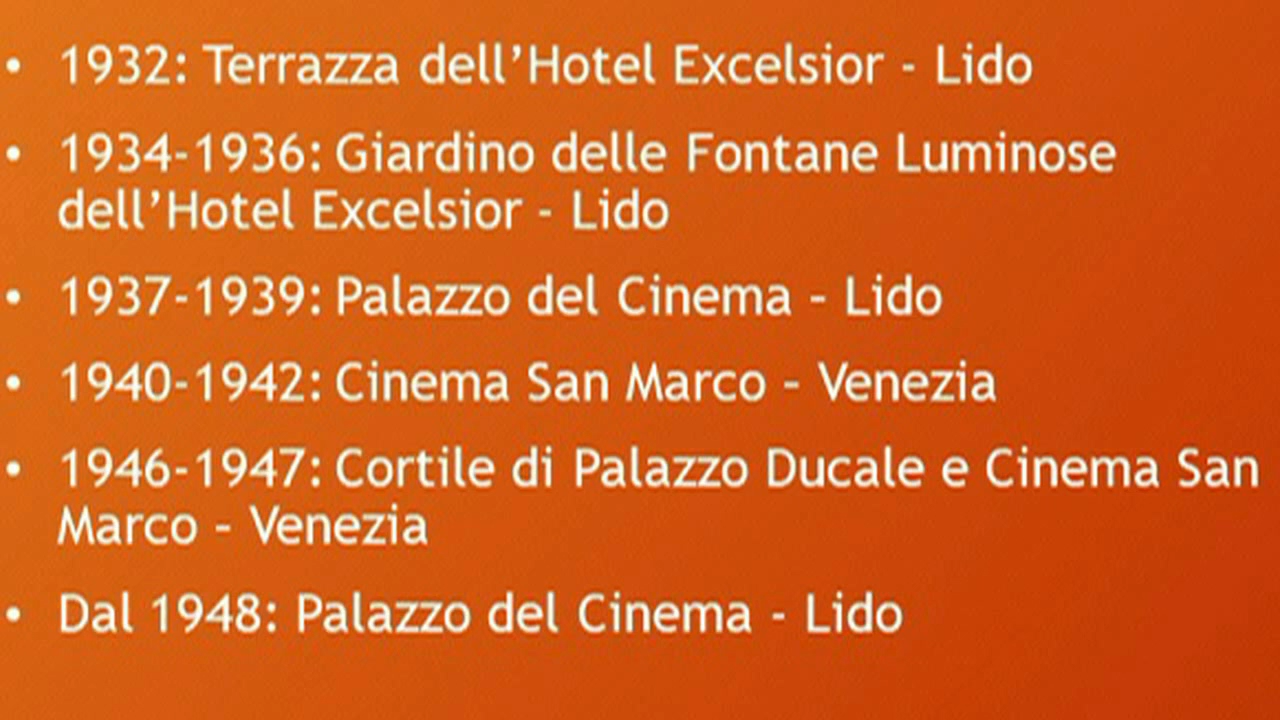 • 1932: Terrazza dell’Hotel Excelsior - Lido
• 1934-1936: Giardino delle Fontane Luminose
dell’Hotel Excelsior - Lido
• 1937-1939: Palazzo del Cinema – Lido
• 1940-1942: Cinema San Marco – Venezia
• 1946-1947: Cortile di Palazzo Ducale e Cinema San
Marco – Venezia
• Dal 1948: Palazzo del Cinema - Lido